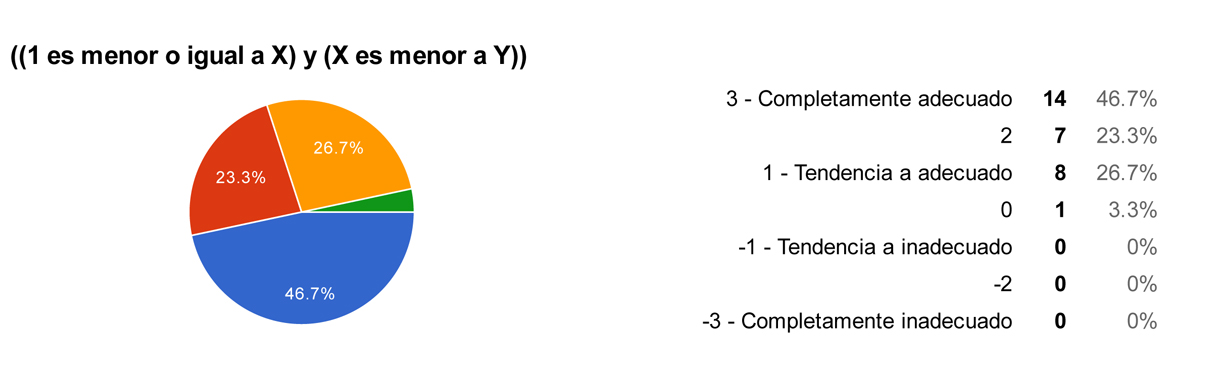 ((1 es menor o igual a X) y (X es menor a Y))
26.7%
23.3%
46.7%
3 - Completamente adecuado 14 46.7%
2 7 23.3%
1 - Tendencia a adecuado 8 26.7%
0 1 3.3%
-1 - Tendencia a inadecuado 0 0%
-2 0 0%
-3 - Completamente inadecuado 0 0%